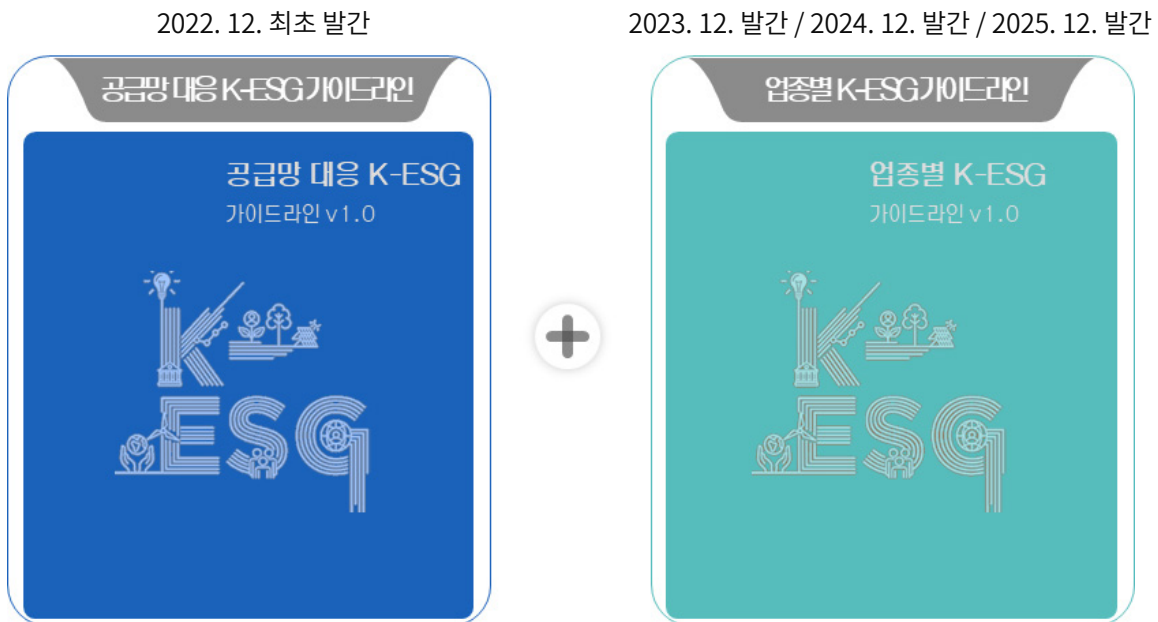 2022. 12. 최초 발간
2023. 12. 발간 / 2024. 12. 발간 / 2025. 12. 발간
공급망 대응 K-ESG 가이드라인
업종별 K-ESG 가이드라인
공급망 대응 K-ESG
가이드라인 v1.0
업종별 K-ESG
가이드라인 v1.0
K
ESG
K
ESG